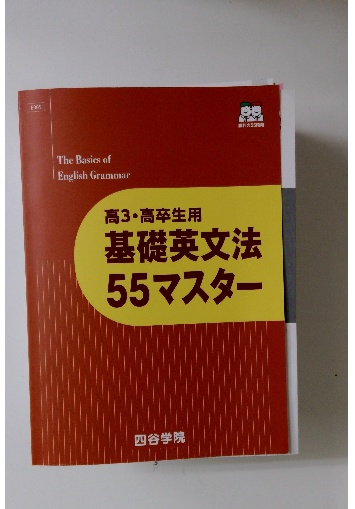 The Basics of
English Grammar
高3・高卒生用
基礎英文法
55マスター
四谷学院